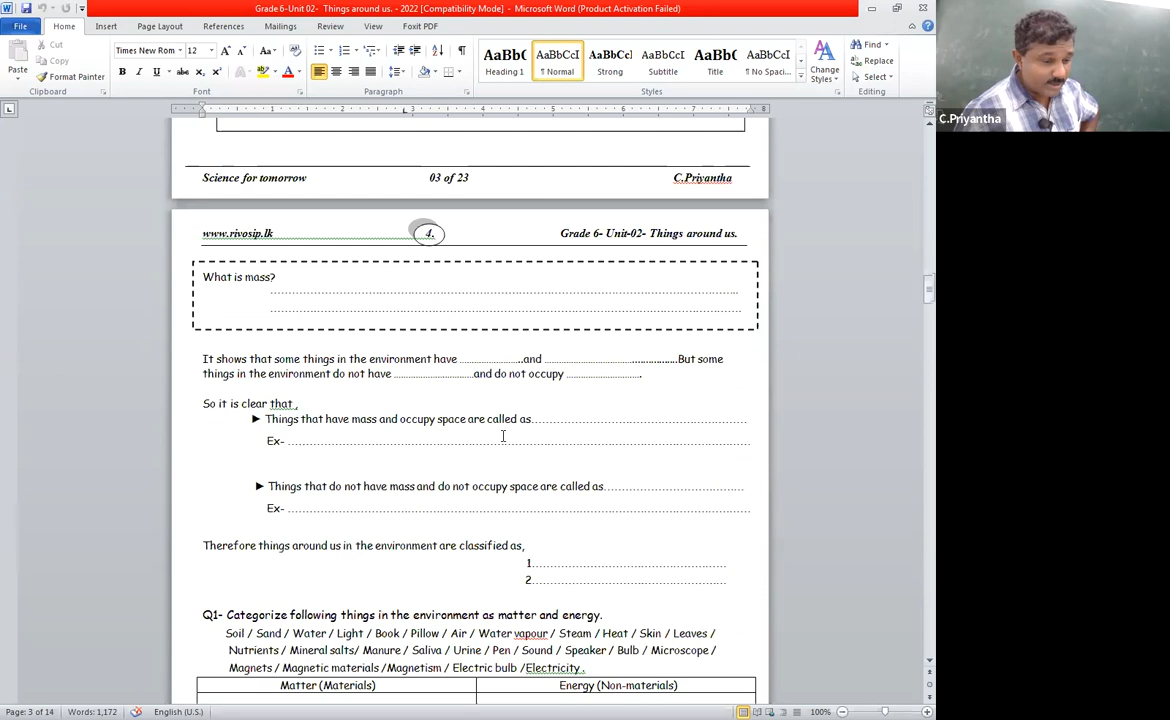 Grade 6-Unit 02- Things around us. - 2022 [Compatibility Mode] - Microsoft Word (Product Activation Failed)
File Home Insert Page Layout References Mailings Review View Foxit PDF
Paste
Cut
Copy
Format Painter
Clipboard
Times New Rom 12
Font
Paragraph
AaBb( AaBbCcI AaBbCc) AaBbCcI AaBb( AaBbCcI
Heading 1 ¶ Normal Strong Subtitle Title ¶ No Spaci...
Styles
Change Styles
Find
Replace
Select
Editing
C.Priyantha
Science for tomorrow 03 of 23 C.Priyantha
www.rivosip.lk 4. Grade 6- Unit-02- Things around us.
What is mass?
It shows that some things in the environment have ........................and ...............................................But some
things in the environment do not have ............................and do not occupy ..........................
So it is clear that ,
► Things that have mass and occupy space are called as...............................................
Ex- ...............................................................................
► Things that do not have mass and do not occupy space are called as..............................
Ex- ...............................................................................
Therefore things around us in the environment are classified as,
1.................................................
2.................................................
Q1- Categorize following things in the environment as matter and energy.
Soil / Sand / Water / Light / Book / Pillow / Air / Water vapour / Steam / Heat / Skin / Leaves /
Nutrients / Mineral salts/ Manure / Saliva / Urine / Pen / Sound / Speaker / Bulb / Microscope /
Magnets / Magnetic materials /Magnetism / Electric bulb /Electricity .
Matter (Materials) Energy (Non-materials)
Page: 3 of 14 Words: 1,172 English (U.S.) 100%